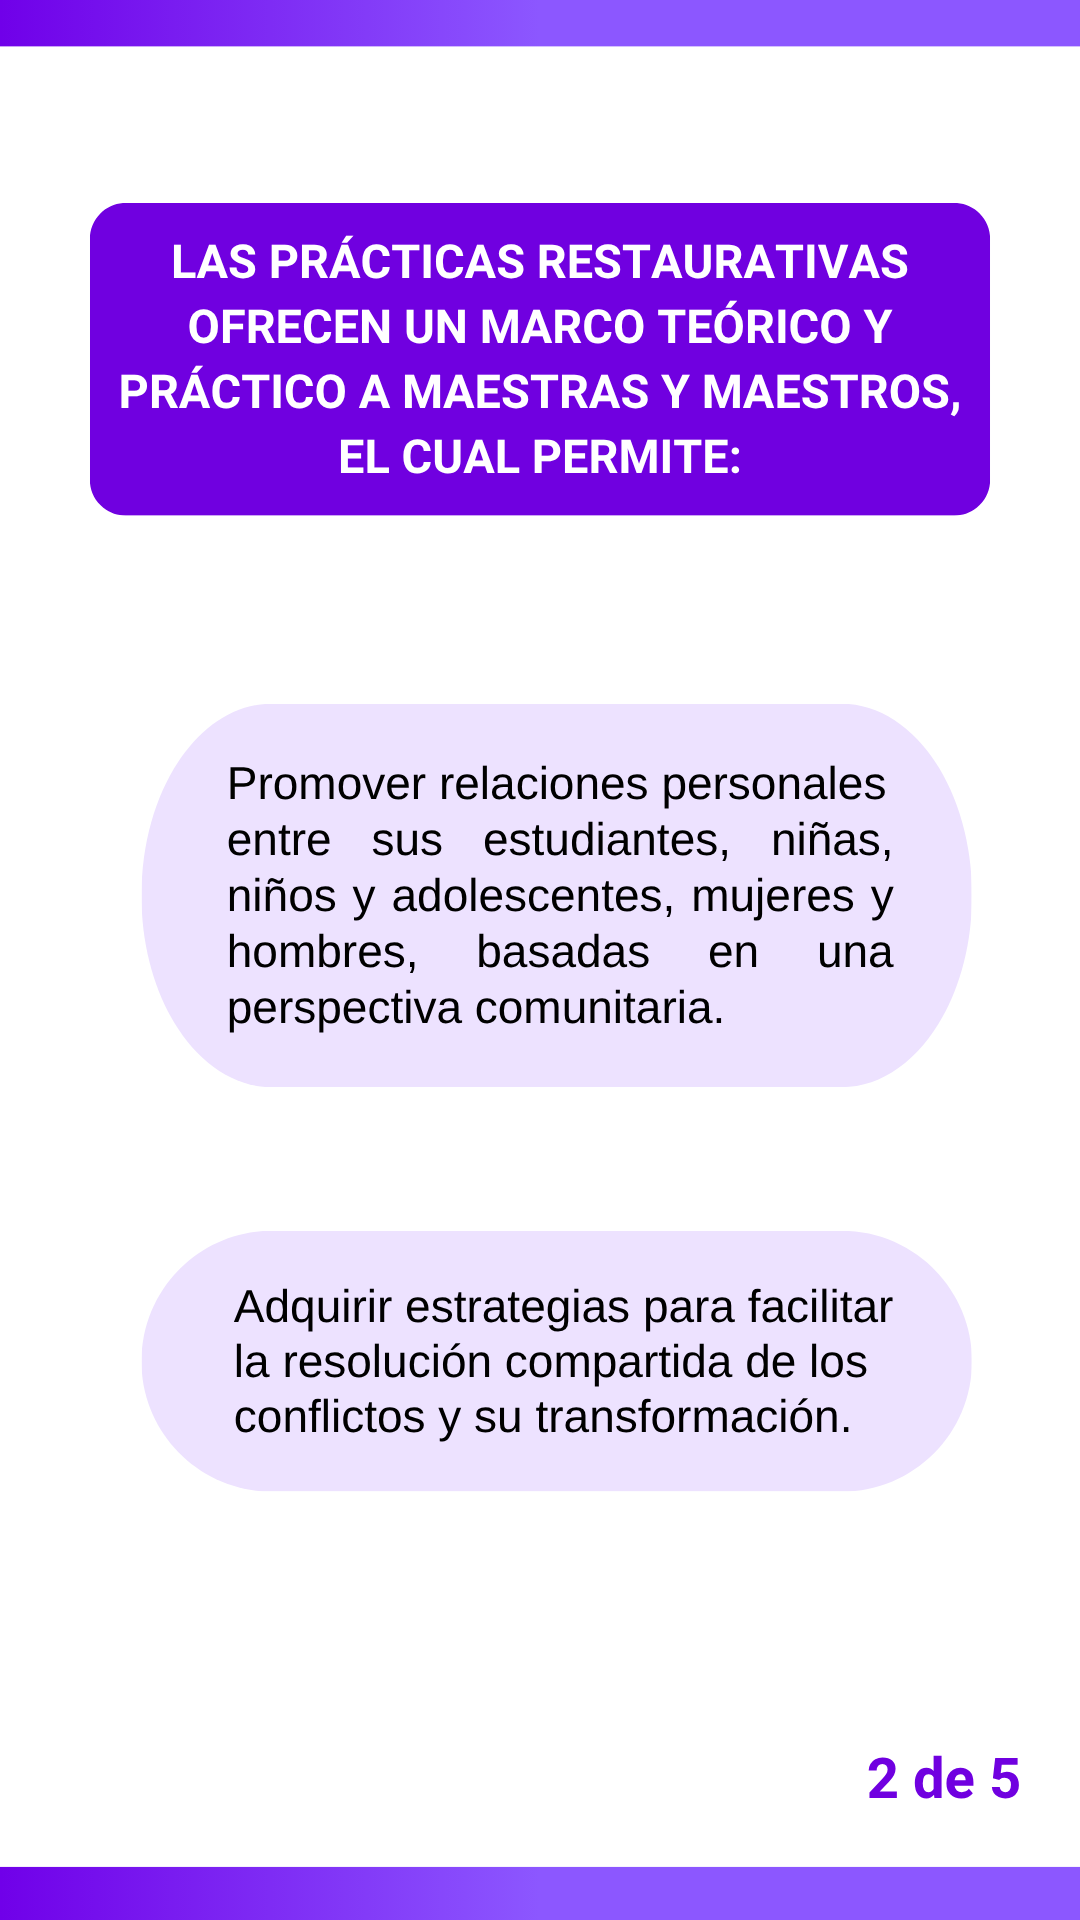 LAS PRÁCTICAS RESTAURATIVAS
OFRECEN UN MARCO TEÓRICO Y
PRÁCTICO A MAESTRAS Y MAESTROS,
EL CUAL PERMITE:
Promover relaciones personales
entre sus estudiantes, niñas,
niños y adolescentes, mujeres y
hombres, basadas en una
perspectiva comunitaria.
Adquirir estrategias para facilitar
la resolución compartida de los
conflictos y su transformación.
2 de 5